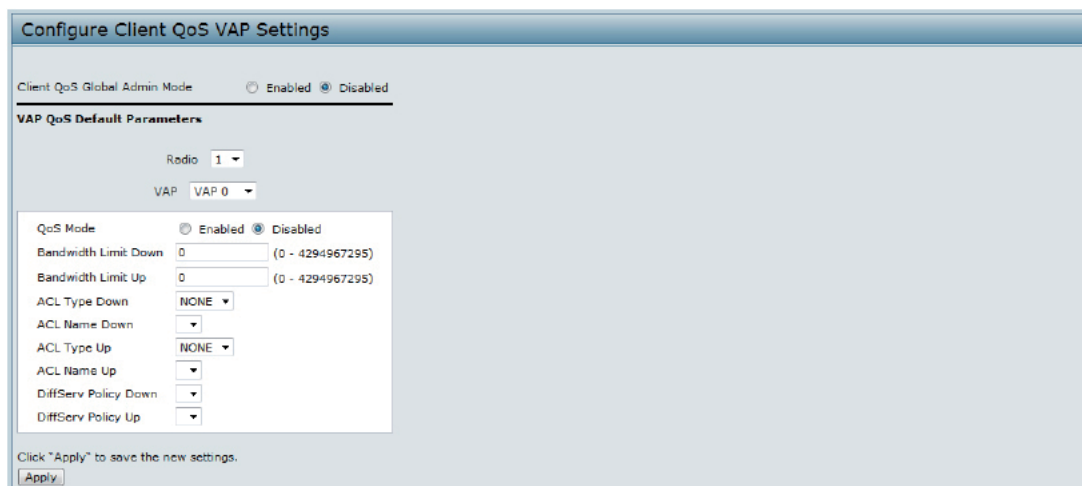 Configure Client QoS VAP Settings
Client QoS Global Admin Mode Enabled Disabled
VAP QoS Default Parameters
Radio 1
VAP VAP 0
QoS Mode Enabled Disabled
Bandwidth Limit Down 0 (0 - 4294967295)
Bandwidth Limit Up 0 (0 - 4294967295)
ACL Type Down NONE
ACL Name Down
ACL Type Up NONE
ACL Name Up
DiffServ Policy Down
DiffServ Policy Up
Click "Apply" to save the new settings.
Apply